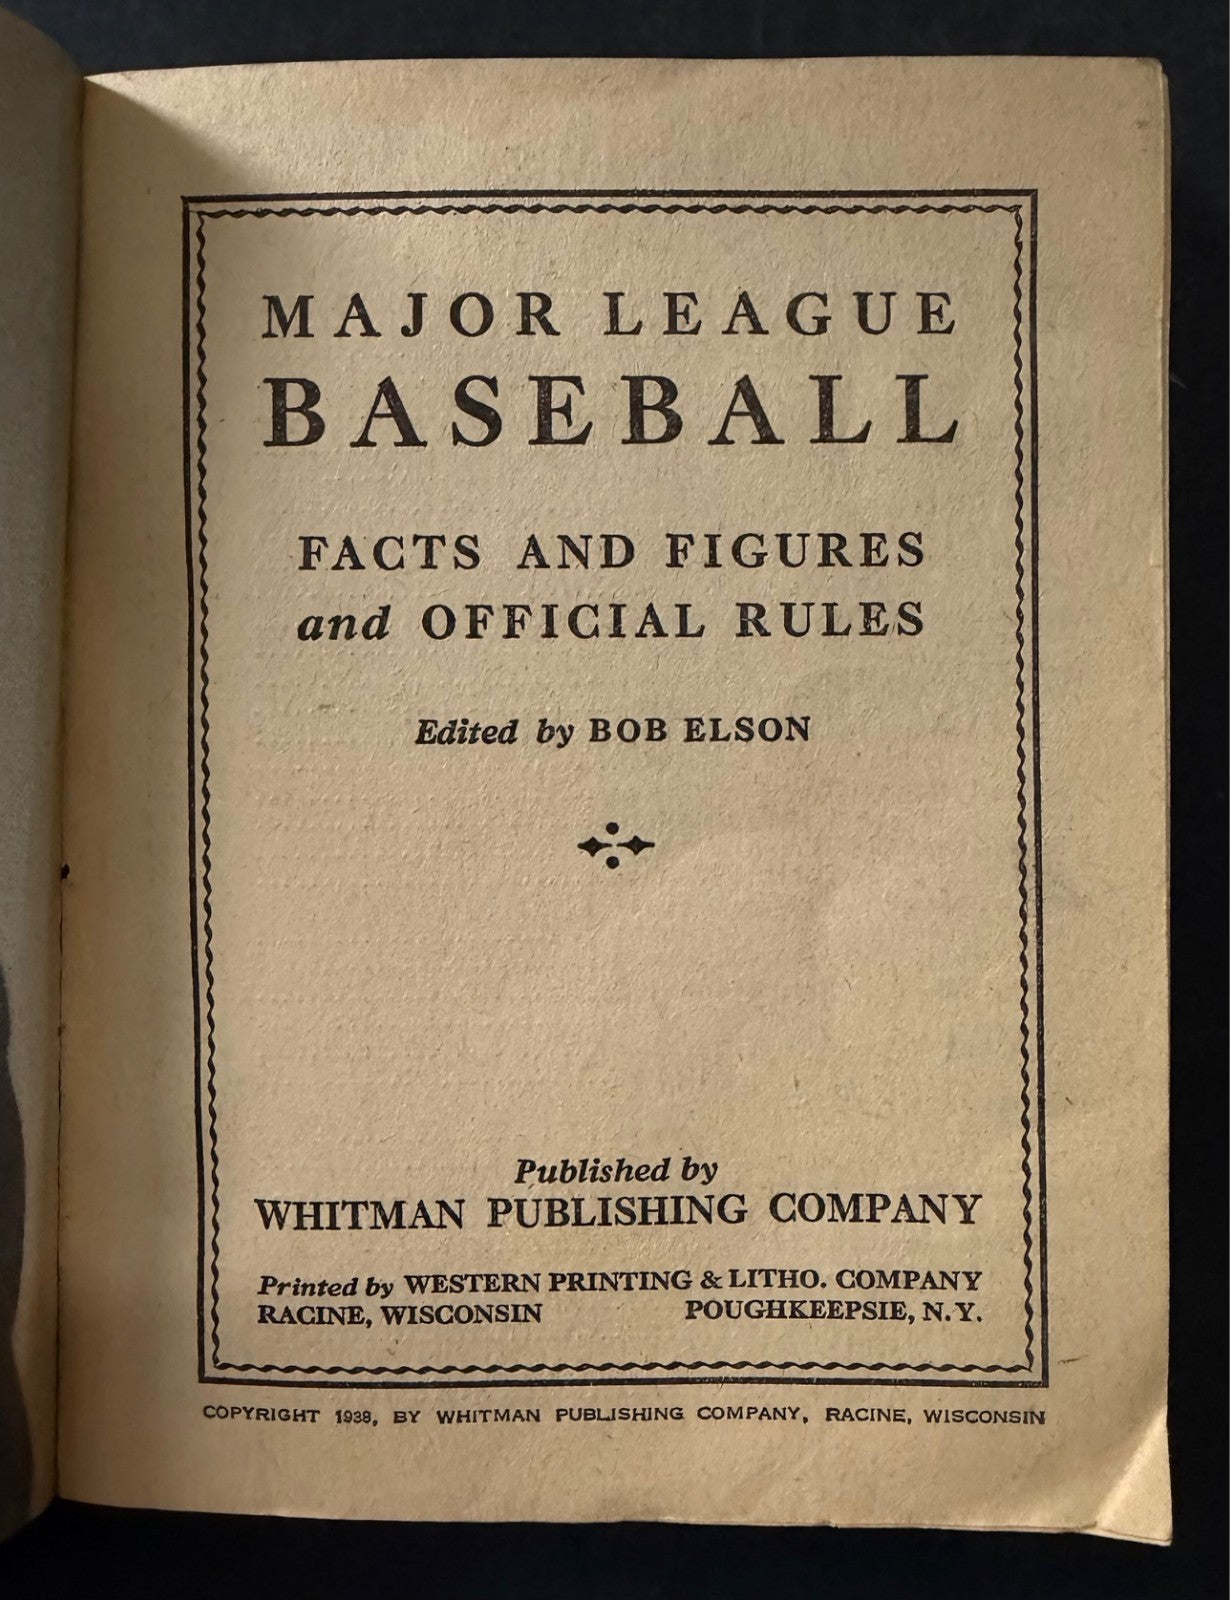 MAJOR LEAGUE
BASEBALL
FACTS AND FIGURES
and OFFICIAL RULES
Edited by BOB ELSON
Published by
WHITMAN PUBLISHING COMPANY
Printed by WESTERN PRINTING & LITHO. COMPANY
RACINE, WISCONSIN POUGHKEEPSIE, N.Y.
COPYRIGHT 1938, BY WHITMAN PUBLISHING COMPANY, RACINE, WISCONSIN